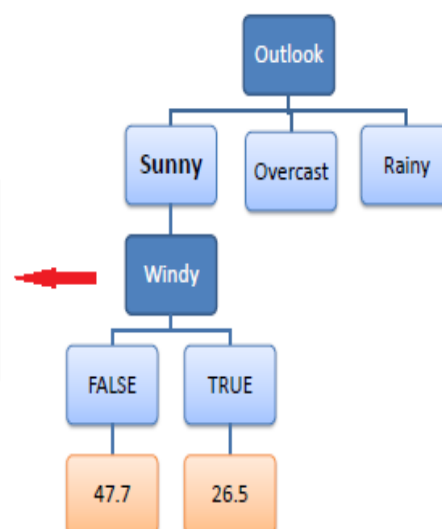 Outlook
Sunny
Overcast
Rainy
Windy
FALSE
TRUE
47.7
26.5